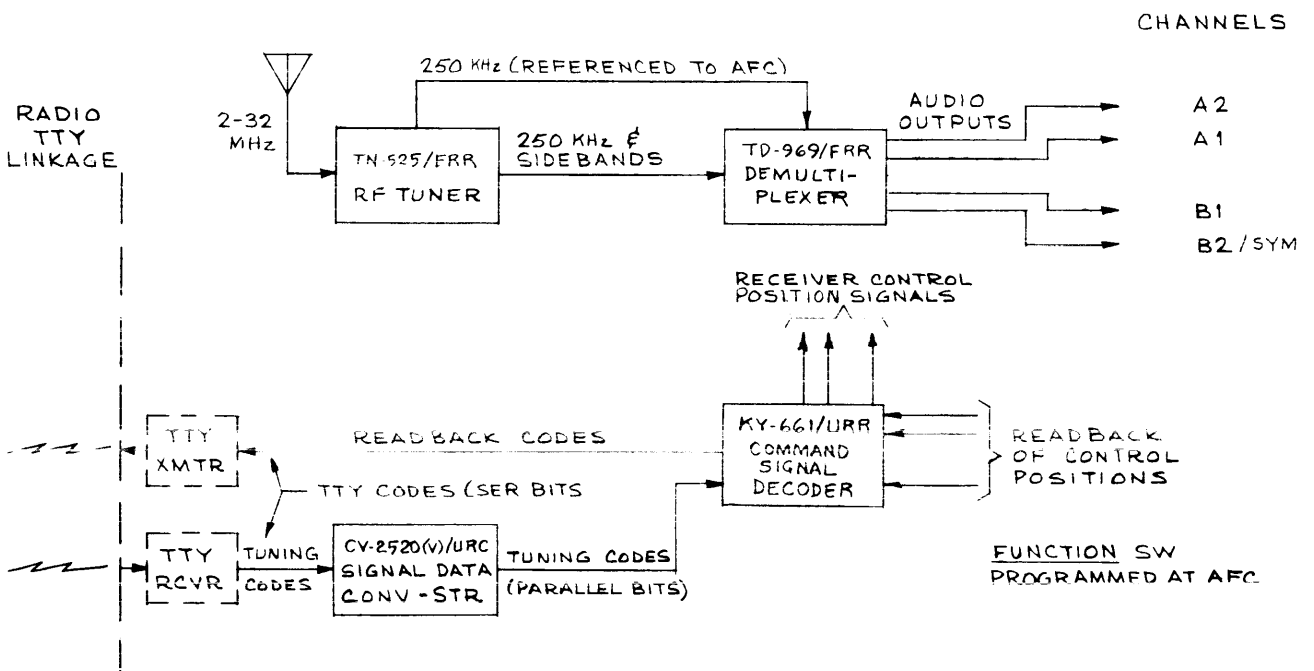 CHANNELS
RADIO
TTY
LINKAGE
2-32
MHz
250 KHz (REFERENCED TO AFC)
TN-525/FRR
RF TUNER
250 KHz &
SIDEBANDS
TD-969/FRR
DEMULTI-
PLEXER
AUDIO
OUTPUTS
A2
A1
B1
B2/SYM
RECEIVER CONTROL
POSITION SIGNALS
TTY
XMTR
READBACK CODES
KY-661/URR
COMMAND
SIGNAL
DECODER
READBACK
OF CONTROL
POSITIONS
TTY CODES (SER BITS
TTY
RCVR
TUNING
CODES
CV-2520(V)/URC
SIGNAL DATA
CONV-STR
TUNING CODES
(PARALLEL BITS)
FUNCTION SW
PROGRAMMED AT AFC